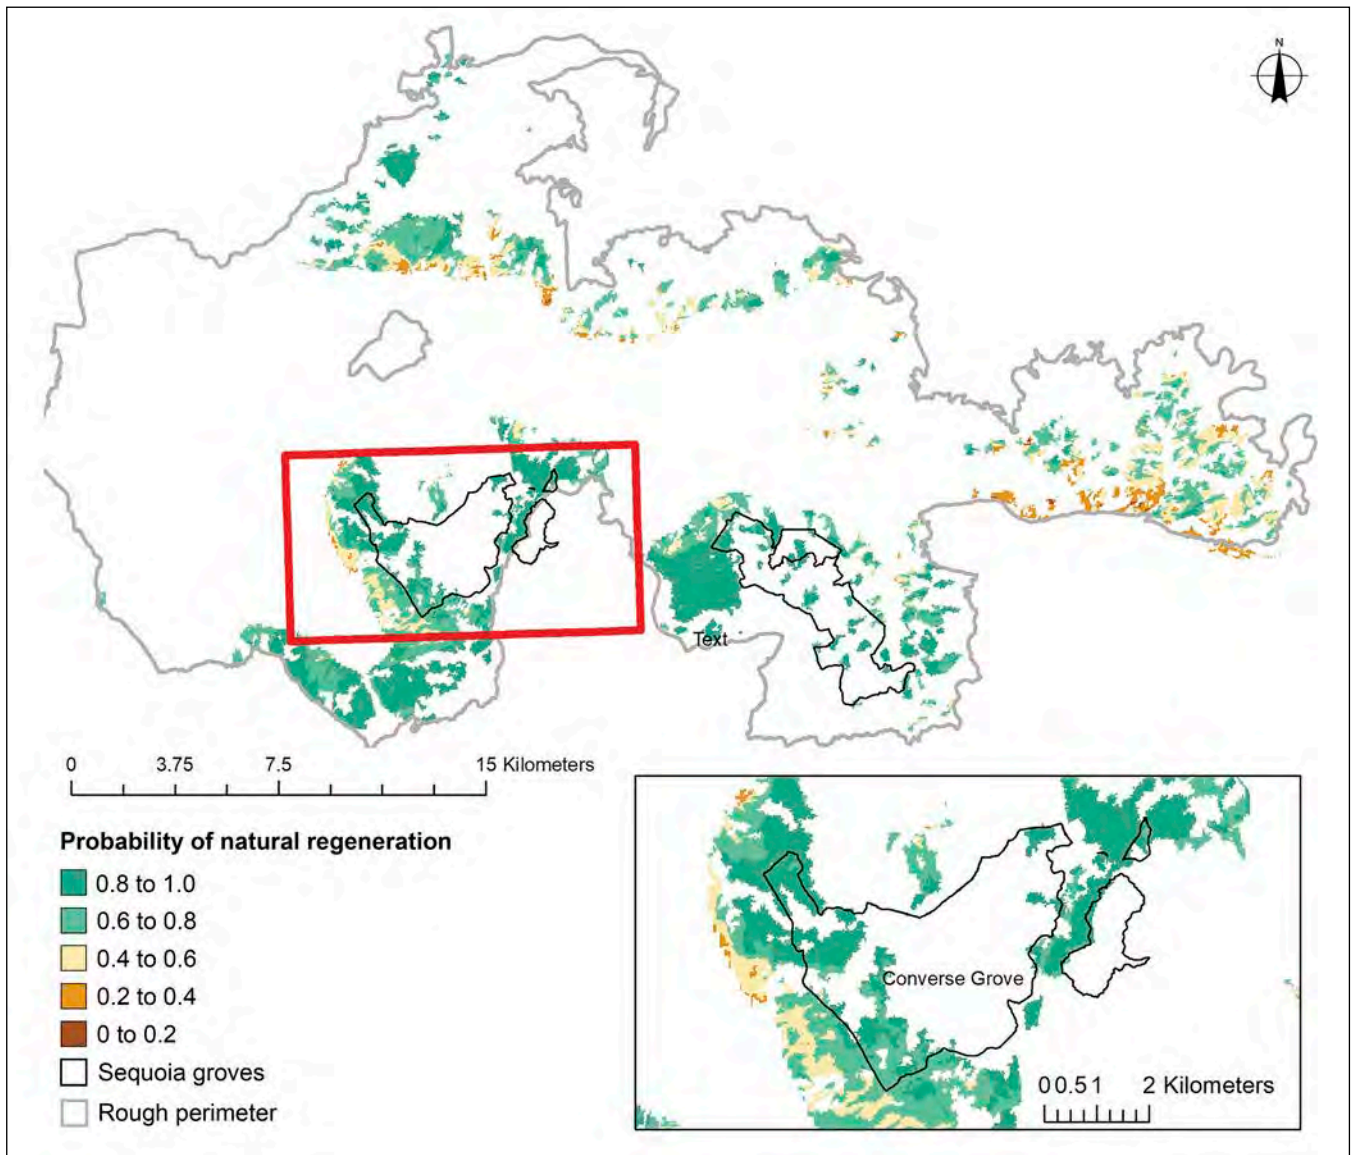 N
Text
0 3.75 7.5 15 Kilometers
Probability of natural regeneration
0.8 to 1.0
0.6 to 0.8
0.4 to 0.6
0.2 to 0.4
0 to 0.2
Sequoia groves
Rough perimeter
Converse Grove
0 0.5 1 2 Kilometers